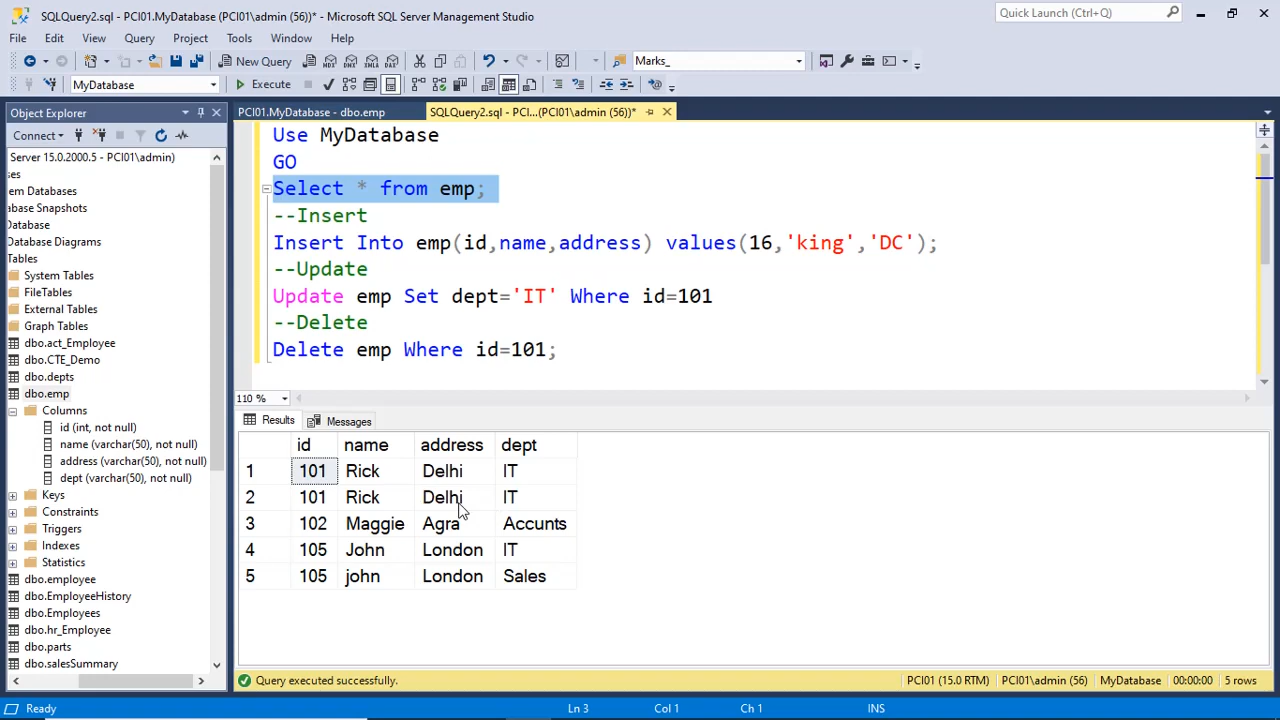 SQLQuery2.sql - PCI01.MyDatabase (PCI01\admin (56))* - Microsoft SQL Server Management Studio
Quick Launch (Ctrl+Q)
File Edit View Query Project Tools Window Help
New Query MDX DMX XMLA DAX Marks_
MyDatabase Execute
Object Explorer
PCI01.MyDatabase - dbo.emp
SQLQuery2.sql - PCI...(PCI01\admin (56))*
Connect
Server 15.0.2000.5 - PCI01\admin)
ses
em Databases
abase Snapshots
Database
Database Diagrams
Tables
System Tables
FileTables
External Tables
Graph Tables
dbo.act_Employee
dbo.CTE_Demo
dbo.depts
dbo.emp
Columns
id (int, not null)
name (varchar(50), not null)
address (varchar(50), not null)
dept (varchar(50), not null)
Keys
Constraints
Triggers
Indexes
Statistics
dbo.employee
dbo.EmployeeHistory
dbo.Employees
dbo.hr_Employee
dbo.parts
dbo.salesSummary
Use MyDatabase
GO
Select * from emp;
--Insert
Insert Into emp(id,name,address) values(16,'king','DC');
--Update
Update emp Set dept='IT' Where id=101
--Delete
Delete emp Where id=101;
110 %
Results Messages
id name address dept
1 101 Rick Delhi IT
2 101 Rick Delhi IT
3 102 Maggie Agra Accunts
4 105 John London IT
5 105 john London Sales
Query executed successfully. PCI01 (15.0 RTM) PCI01\admin (56) MyDatabase 00:00:00 5 rows
Ready Ln 3 Col 1 Ch 1 INS